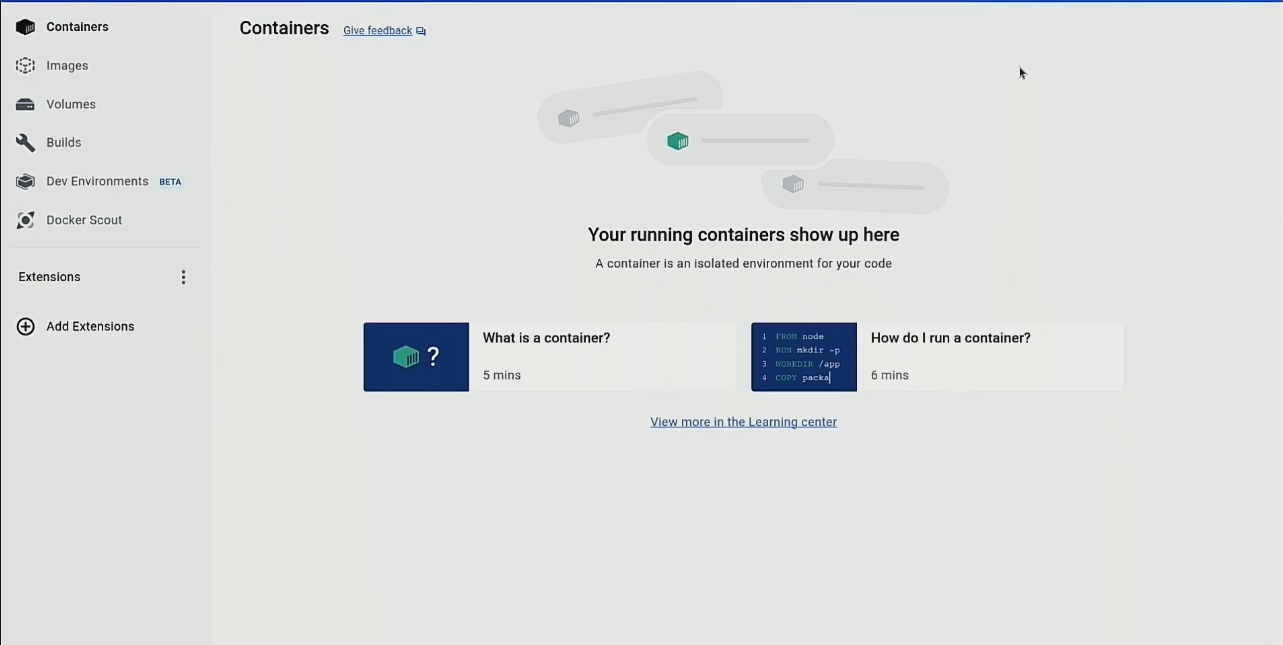 Containers
Images
Volumes
Builds
Dev Environments BETA
Docker Scout
Extensions
Add Extensions
Containers Give feedback
Your running containers show up here
A container is an isolated environment for your code
?
What is a container?
5 mins
1 FROM node
2 RUN mkdir -p
3 WORKDIR /app
4 COPY packa
How do I run a container?
6 mins
View more in the Learning center